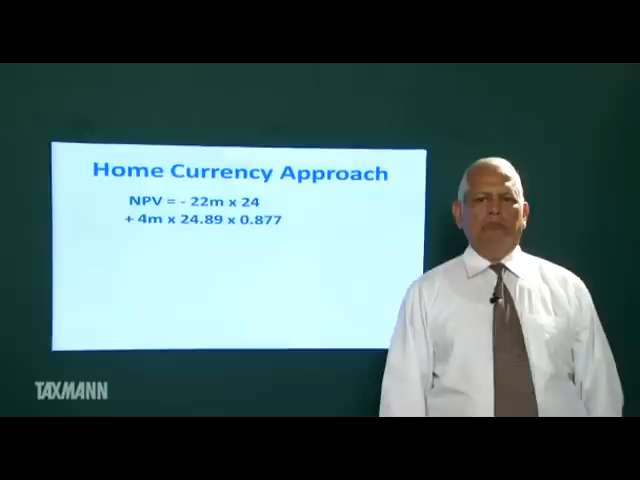 Home Currency Approach
NPV = - 22m x 24
+ 4m x 24.89 x 0.877
TAXMANN